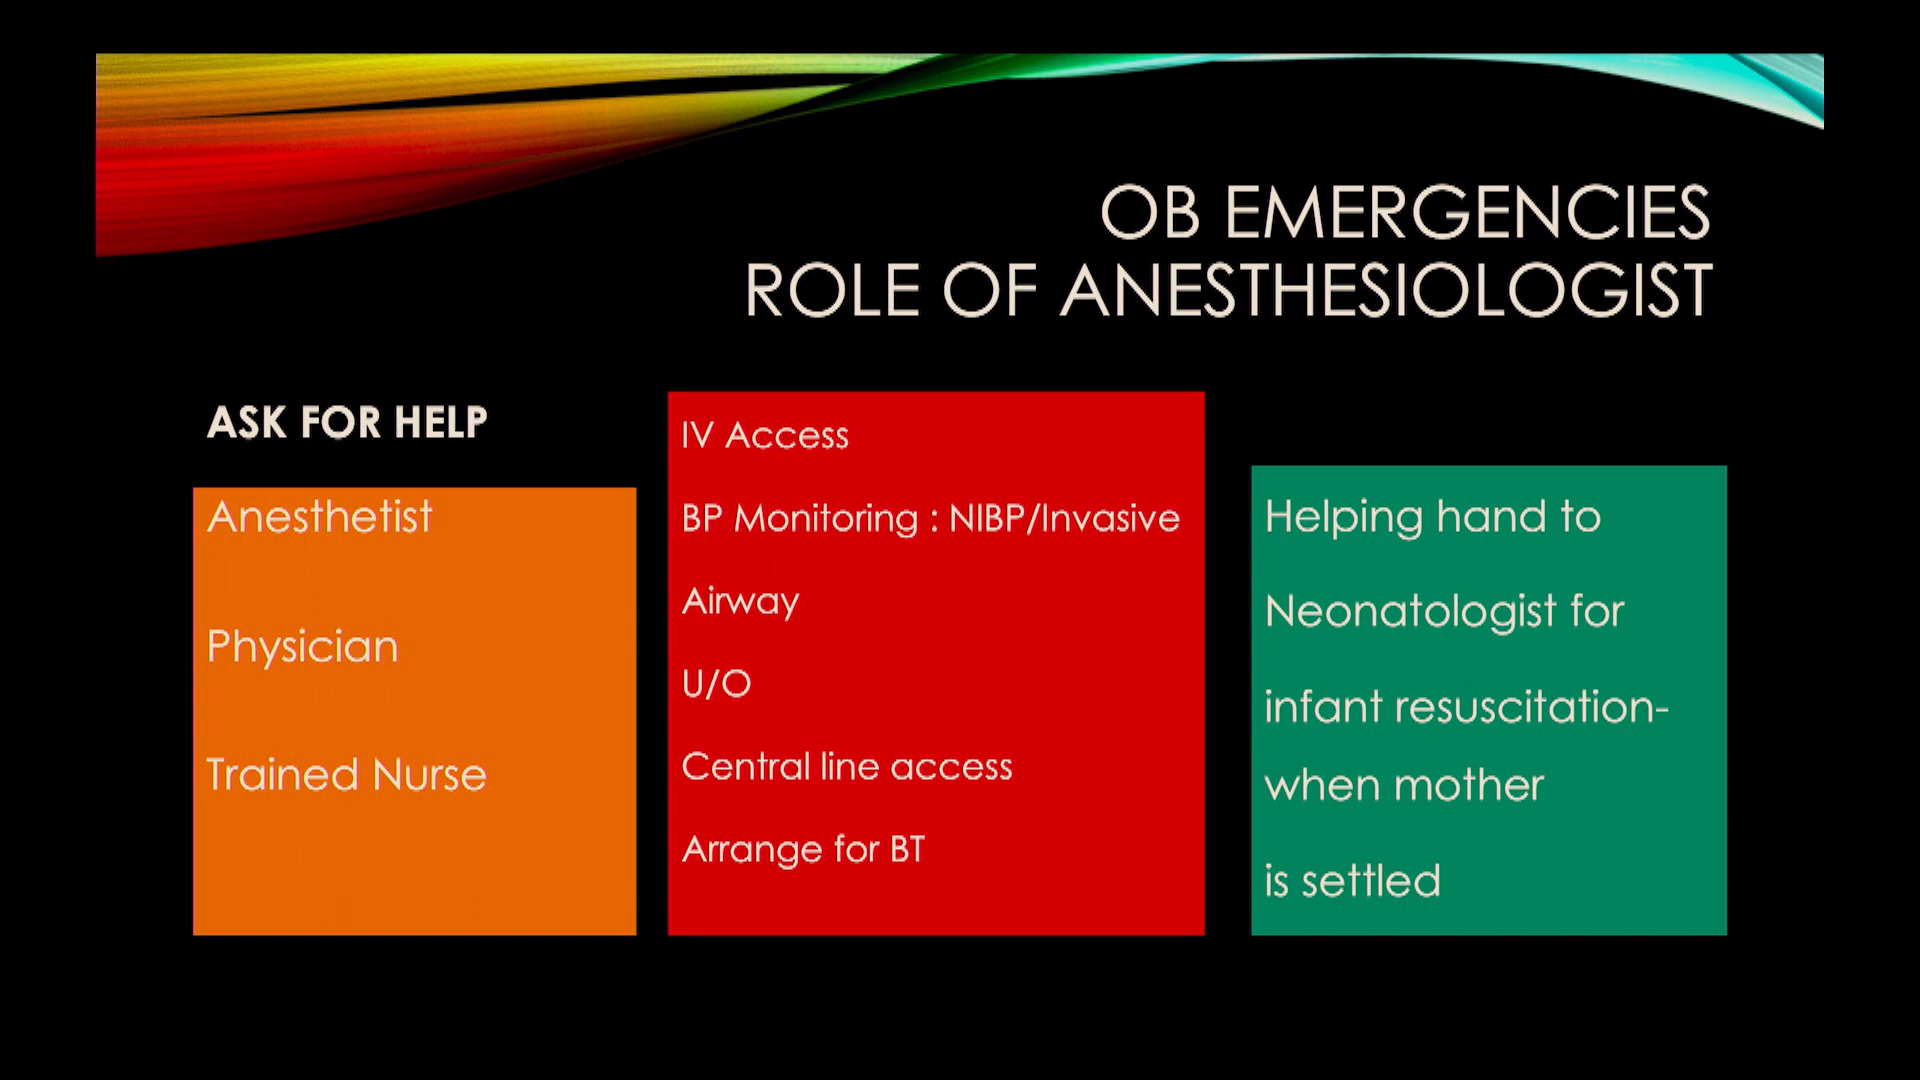 OB EMERGENCIES
ROLE OF ANESTHESIOLOGIST
ASK FOR HELP
Anesthetist
Physician
Trained Nurse
IV Access
BP Monitoring : NIBP/Invasive
Airway
U/O
Central line access
Arrange for BT
Helping hand to
Neonatologist for
infant resuscitation-
when mother
is settled